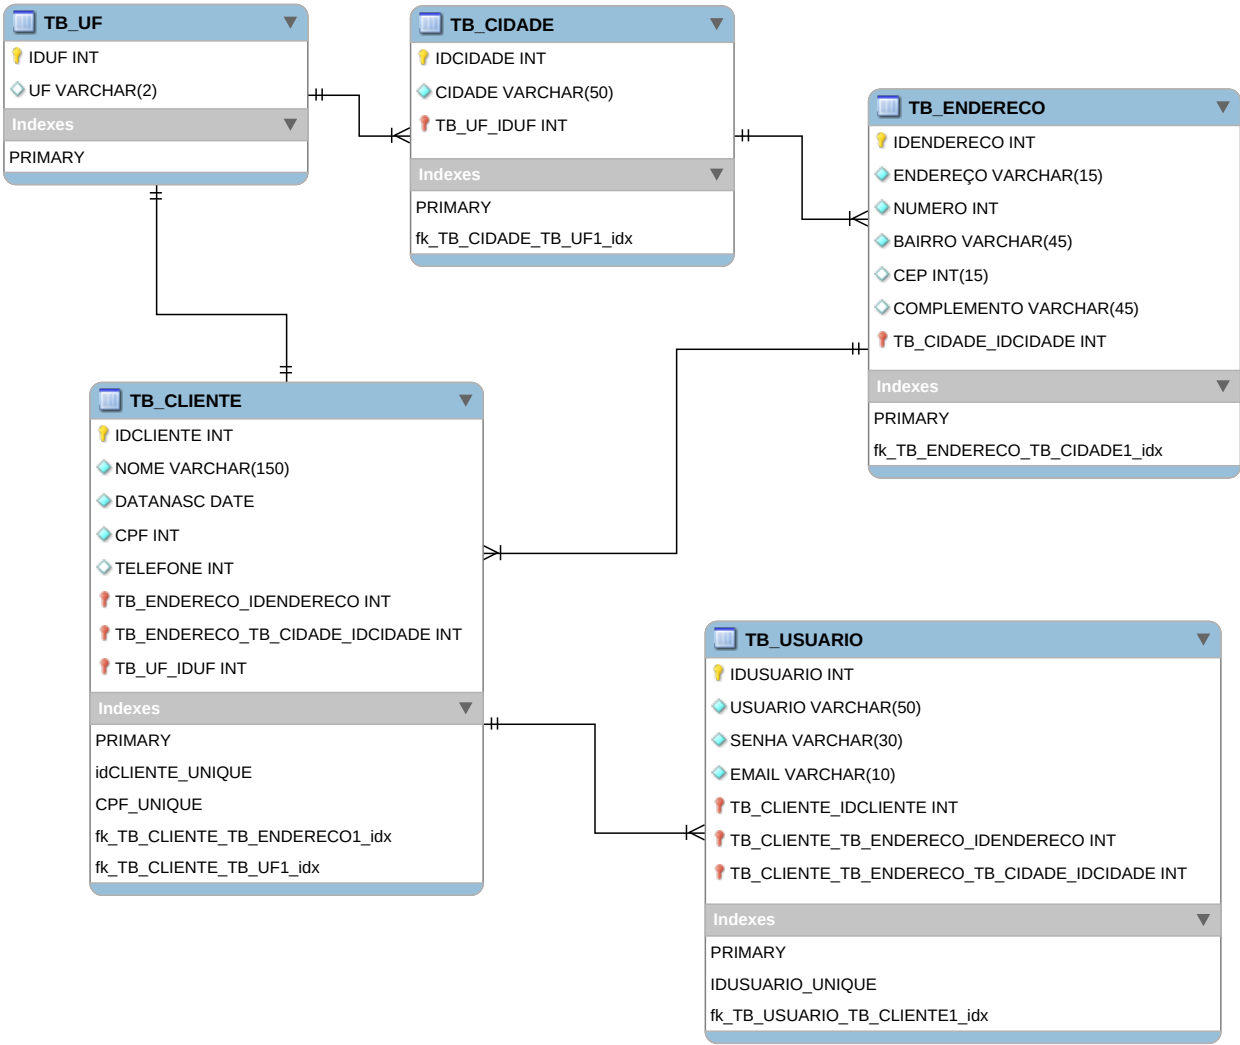 TB_UF
IDUF INT
UF VARCHAR(2)
Indexes
PRIMARY
TB_CIDADE
IDCIDADE INT
CIDADE VARCHAR(50)
TB_UF_IDUF INT
Indexes
PRIMARY
fk_TB_CIDADE_TB_UF1_idx
TB_ENDERECO
IDENDERECO INT
ENDEREÇO VARCHAR(15)
NUMERO INT
BAIRRO VARCHAR(45)
CEP INT(15)
COMPLEMENTO VARCHAR(45)
TB_CIDADE_IDCIDADE INT
Indexes
PRIMARY
fk_TB_ENDERECO_TB_CIDADE1_idx
TB_CLIENTE
IDCLIENTE INT
NOME VARCHAR(150)
DATANASC DATE
CPF INT
TELEFONE INT
TB_ENDERECO_IDENDERECO INT
TB_ENDERECO_TB_CIDADE_IDCIDADE INT
TB_UF_IDUF INT
Indexes
PRIMARY
idCLIENTE_UNIQUE
CPF_UNIQUE
fk_TB_CLIENTE_TB_ENDERECO1_idx
fk_TB_CLIENTE_TB_UF1_idx
TB_USUARIO
IDUSUARIO INT
USUARIO VARCHAR(50)
SENHA VARCHAR(30)
EMAIL VARCHAR(10)
TB_CLIENTE_IDCLIENTE INT
TB_CLIENTE_TB_ENDERECO_IDENDERECO INT
TB_CLIENTE_TB_ENDERECO_TB_CIDADE_IDCIDADE INT
Indexes
PRIMARY
IDUSUARIO_UNIQUE
fk_TB_USUARIO_TB_CLIENTE1_idx